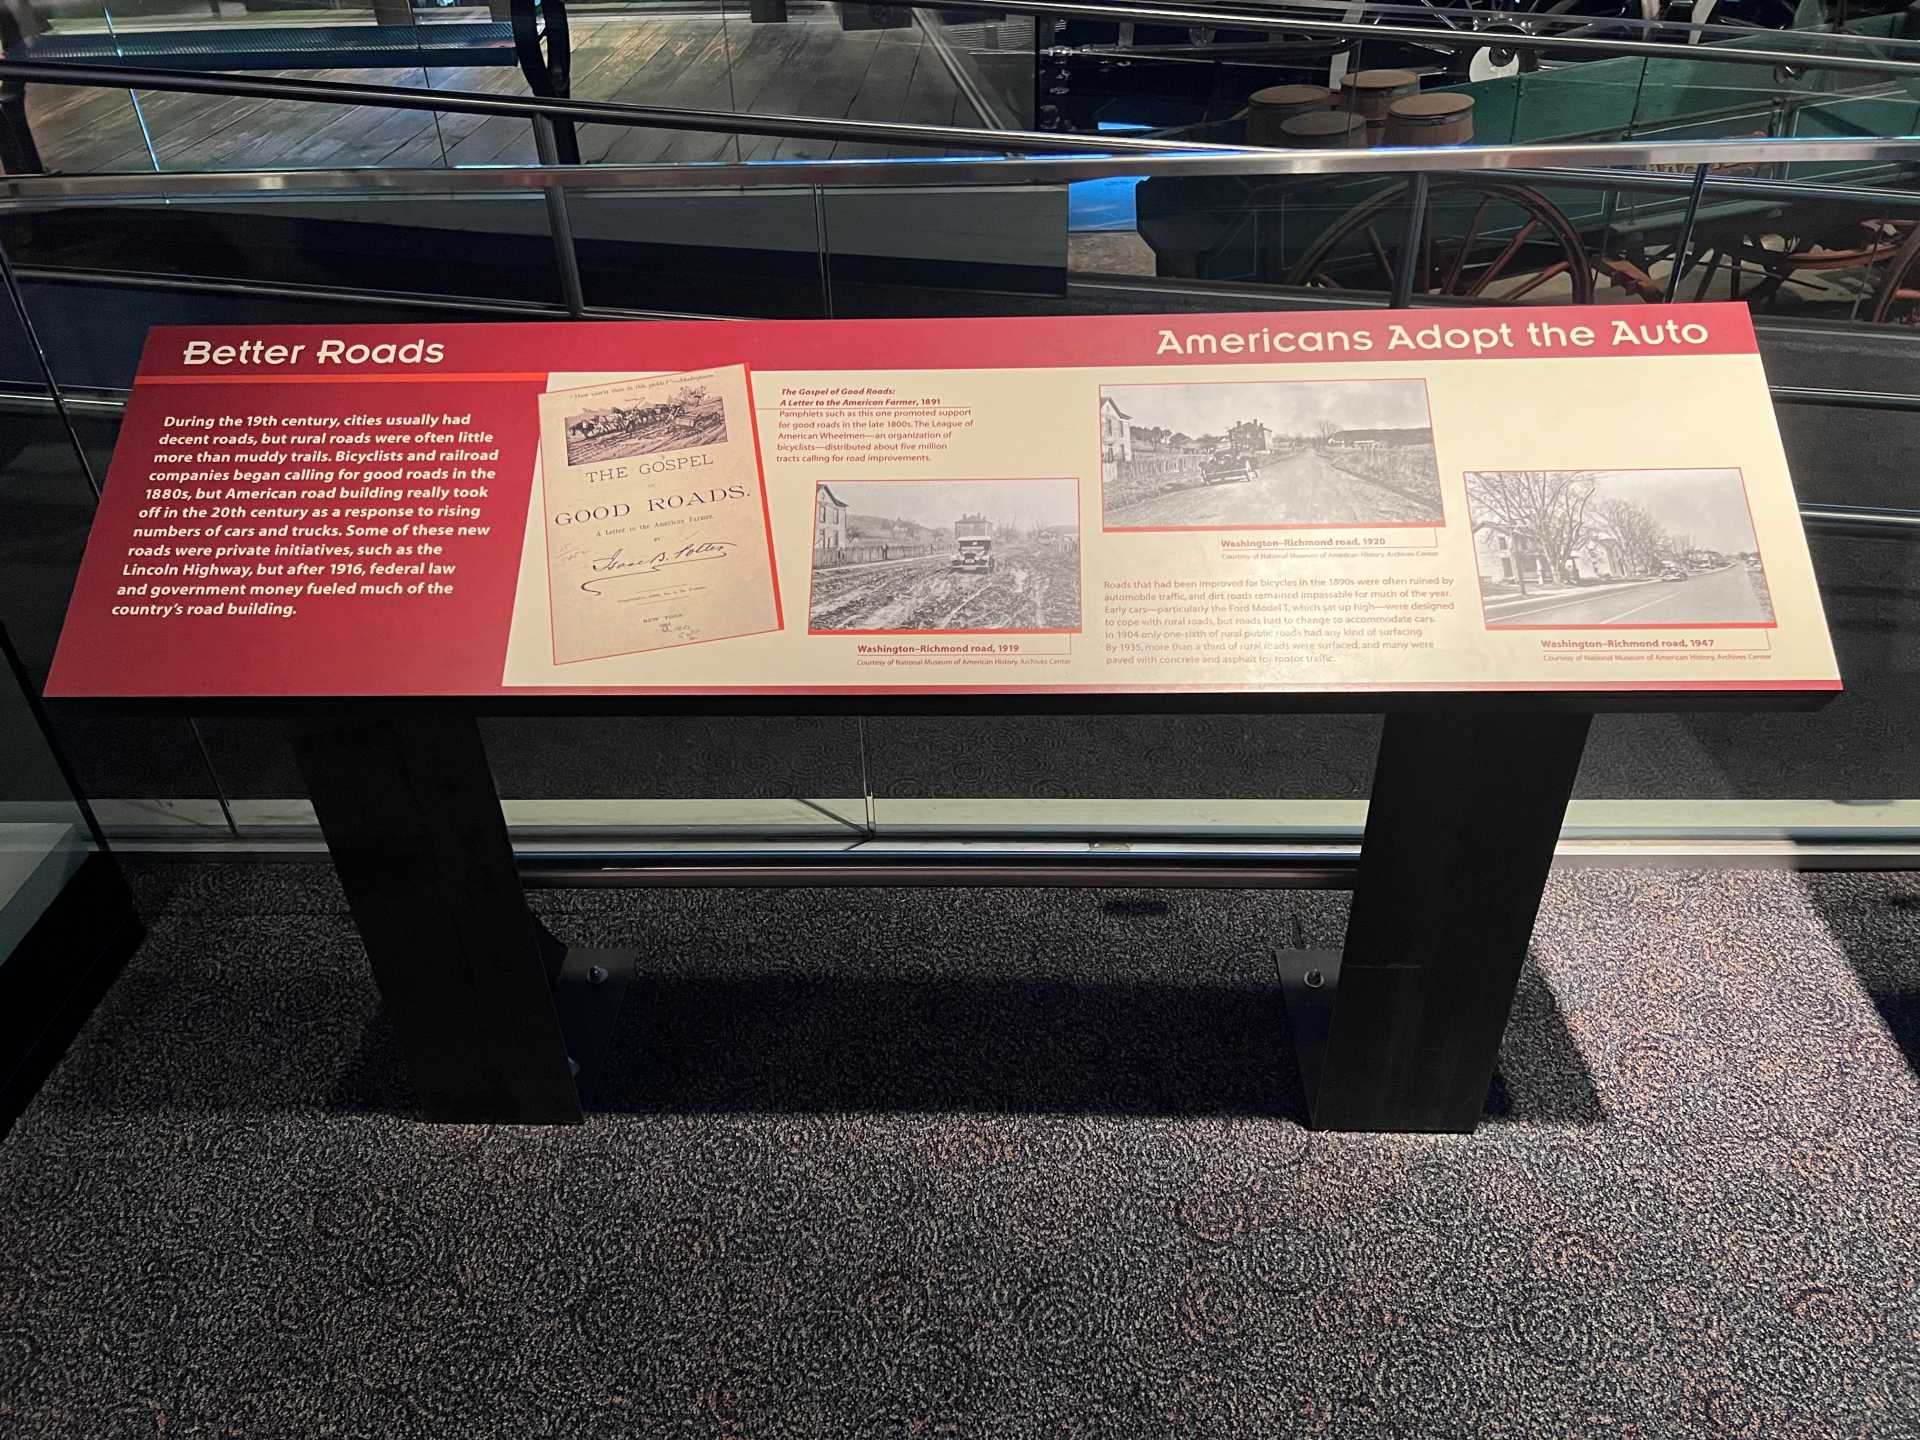 Better Roads
Americans Adopt the Auto
During the 19th century, cities usually had
decent roads, but rural roads were often little
more than muddy trails. Bicyclists and railroad
companies began calling for good roads in the
1880s, but American road building really took
off in the 20th century as a response to rising
numbers of cars and trucks. Some of these new
roads were private initiatives, such as the
Lincoln Highway, but after 1916, federal law
and government money fueled much of the
country's road building.
THE GOSPEL
GOOD ROADS.
A Letter to the American Farmer.
BY
Isaac B. Potter
NEW YORK
The Gospel of Good Roads:
A Letter to the American Farmer, 1891
Pamphlets such as this one promoted support
for good roads in the late 1800s. The League of
American Wheelmen—an organization of
bicyclists—distributed about five million
tracts calling for road improvements.
Washington–Richmond road, 1919
Courtesy of National Museum of American History, Archives Center
Washington–Richmond road, 1920
Courtesy of National Museum of American History, Archives Center
Roads that had been improved for bicycles in the 1890s were often ruined by
automobile traffic, and dirt roads remained impassable for much of the year.
Early cars—particularly the Ford Model T, which sat up high—were designed
to cope with rural roads, but roads had to change to accommodate cars.
In 1904 only one-sixth of rural public roads had any kind of surfacing.
By 1935, more than a third of rural roads were surfaced, and many were
paved with concrete and asphalt for motor traffic.
Washington–Richmond road, 1947
Courtesy of National Museum of American History, Archives Center